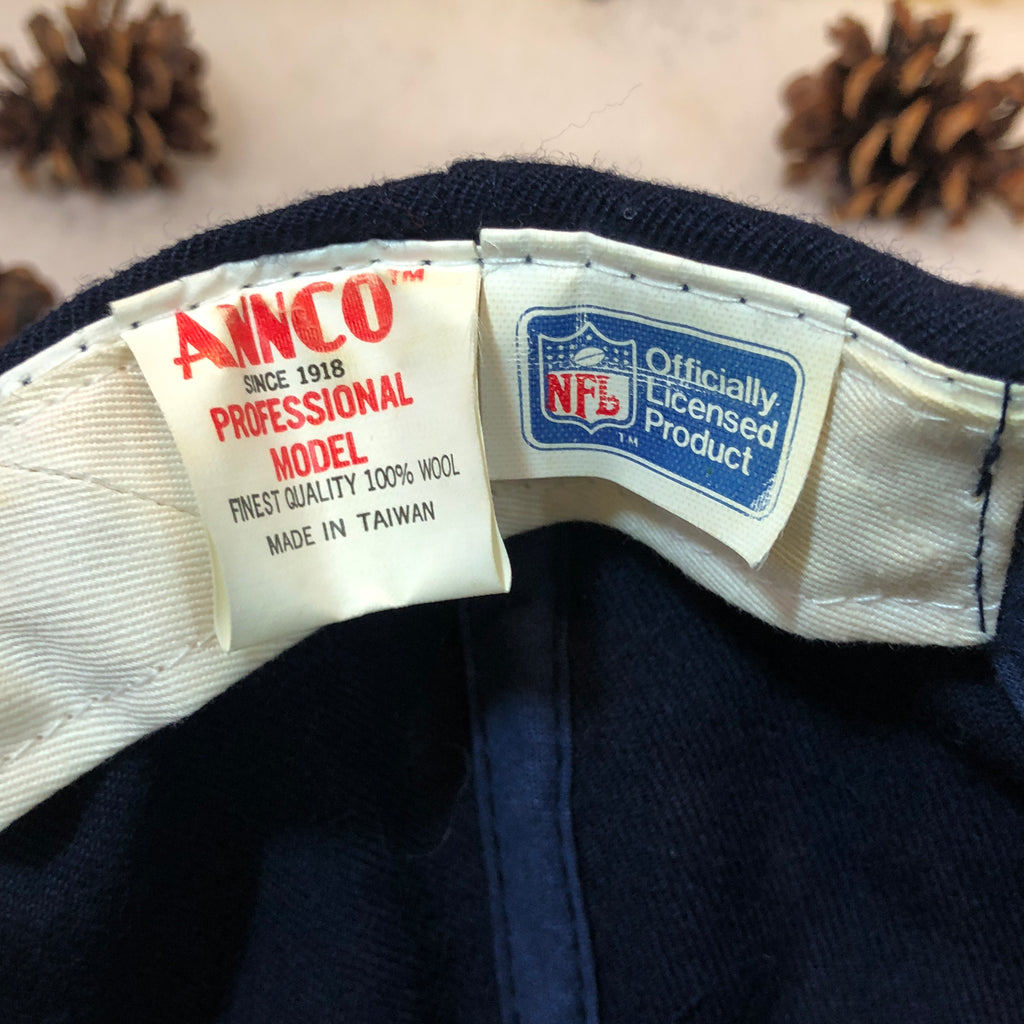 ANNCO™
SINCE 1918
PROFESSIONAL
MODEL
FINEST QUALITY 100% WOOL
MADE IN TAIWAN
NFL
TM
Officially
Licensed
Product